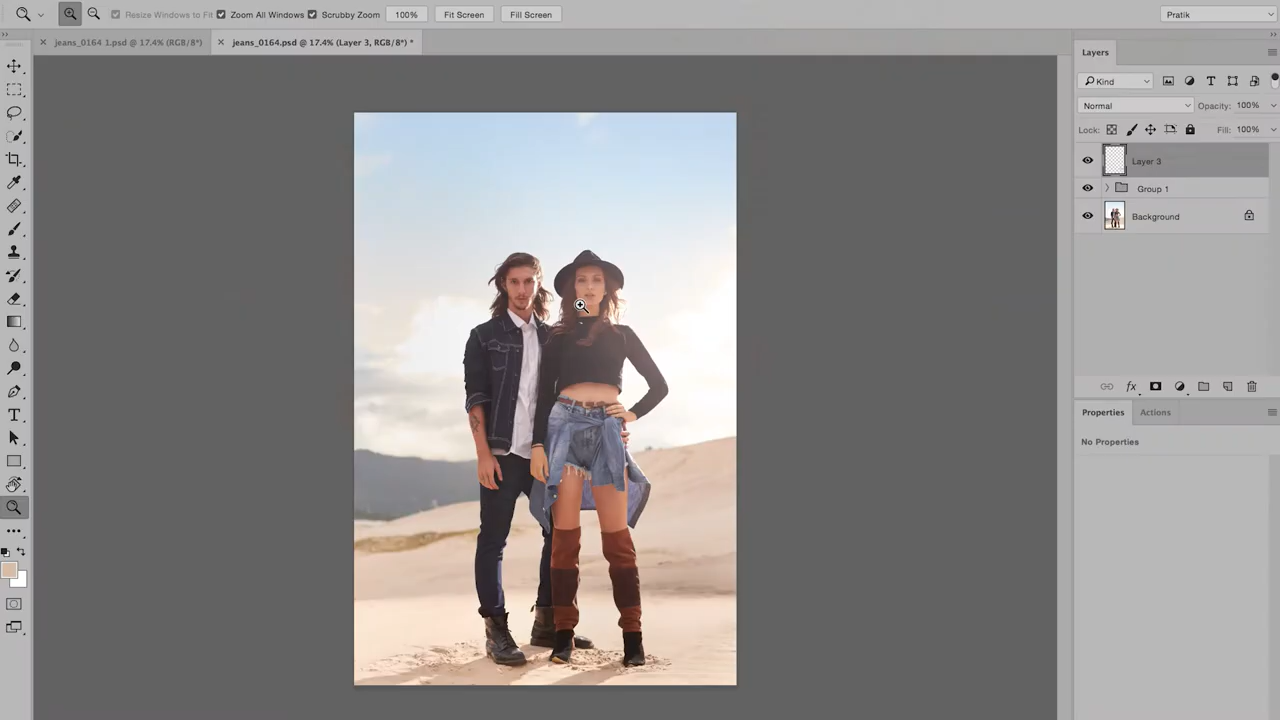 Resize Windows to Fit Zoom All Windows Scrubby Zoom 100% Fit Screen Fill Screen Pratik
jeans_0164 1.psd @ 17.4% (RGB/8*) jeans_0164.psd @ 17.4% (Layer 3, RGB/8*) *
Layers
Kind
Normal Opacity: 100%
Lock: Fill: 100%
Layer 3
Group 1
Background
fx
Properties Actions
No Properties